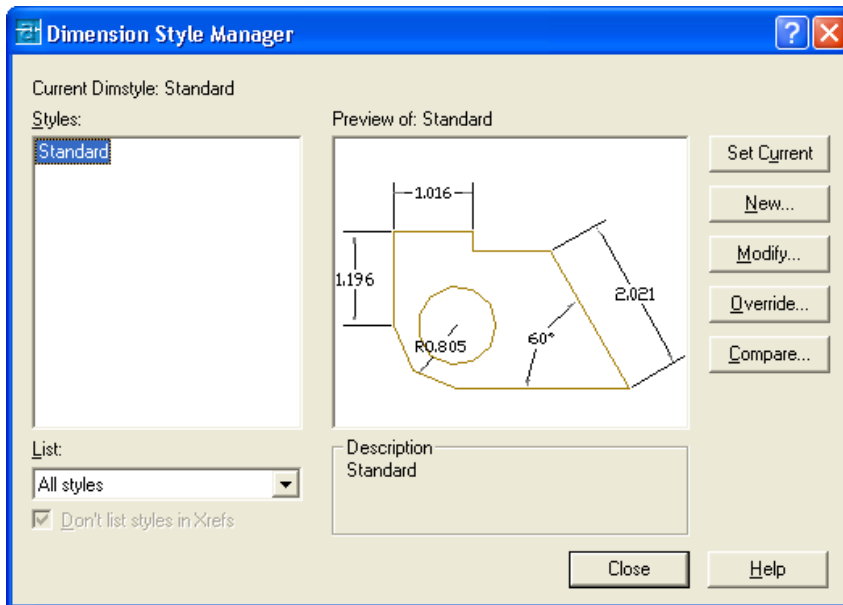 Dimension Style Manager
Current Dimstyle: Standard
Styles:
Standard
Preview of: Standard
1.016
1.196
2.021
R0.805
60°
Set Current
New...
Modify...
Override...
Compare...
List:
All styles
Don't list styles in Xrefs
Description
Standard
Close
Help